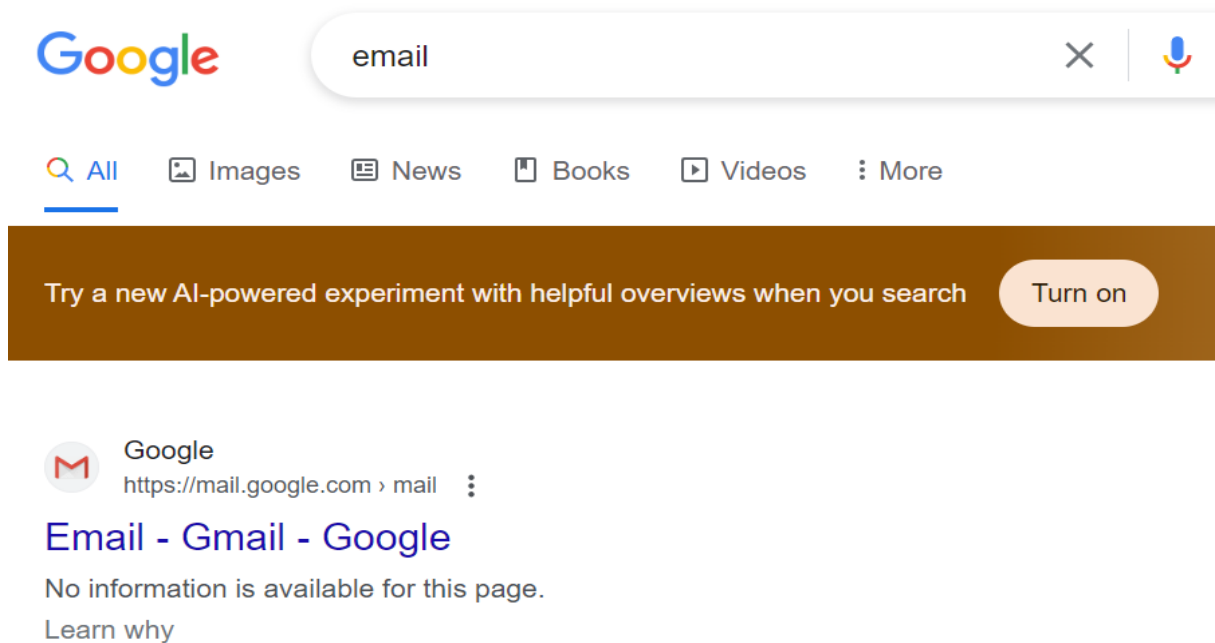 Google email
All Images News Books Videos More
Try a new AI-powered experiment with helpful overviews when you search Turn on
Google
https://mail.google.com › mail
Email - Gmail - Google
No information is available for this page.
Learn why